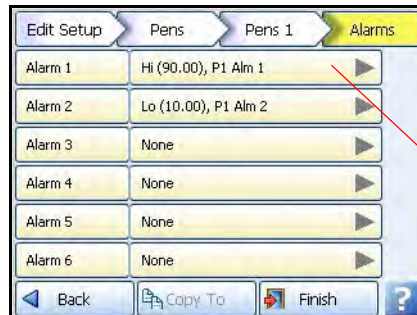 Edit Setup Pens Pens 1 Alarms
Alarm 1 Hi (90.00), P1 Alm 1
Alarm 2 Lo (10.00), P1 Alm 2
Alarm 3 None
Alarm 4 None
Alarm 5 None
Alarm 6 None
Back Copy To Finish ?